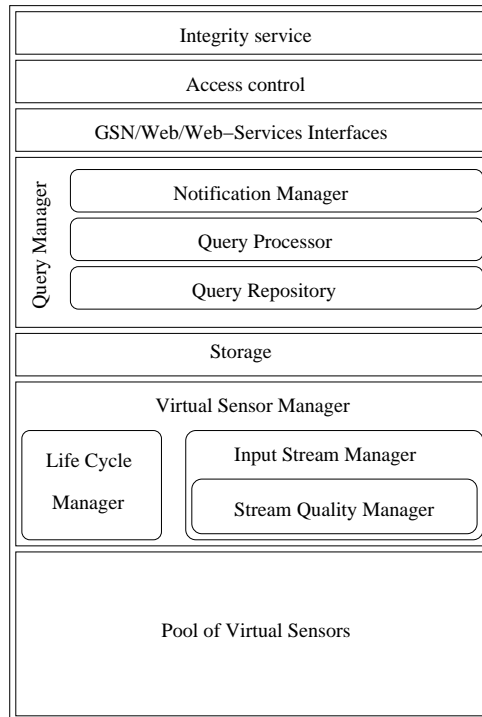 Integrity service
Access control
GSN/Web/Web–Services Interfaces
Query Manager
Notification Manager
Query Processor
Query Repository
Storage
Virtual Sensor Manager
Life Cycle
Manager
Input Stream Manager
Stream Quality Manager
Pool of Virtual Sensors